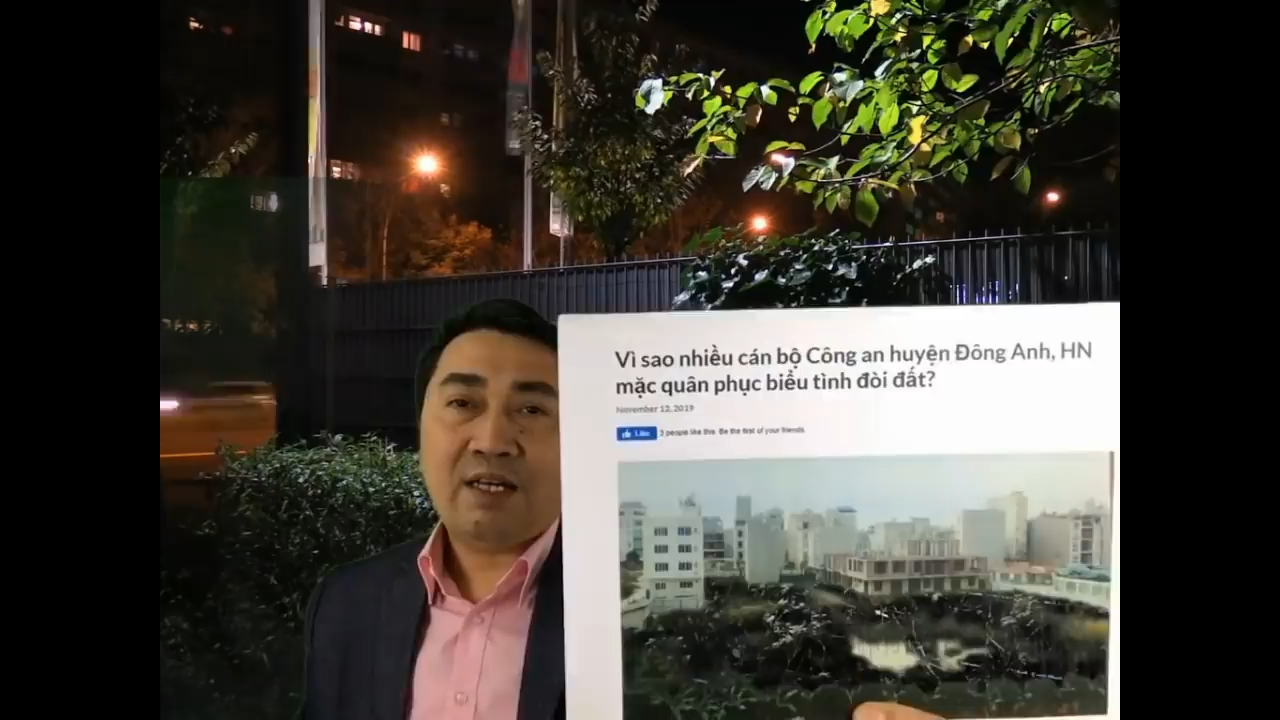 Vì sao nhiều cán bộ Công an huyện Đông Anh, HN
mặc quân phục biểu tình đòi đất?
November 12, 2019
Like 2 people like this. Be the first of your friends.